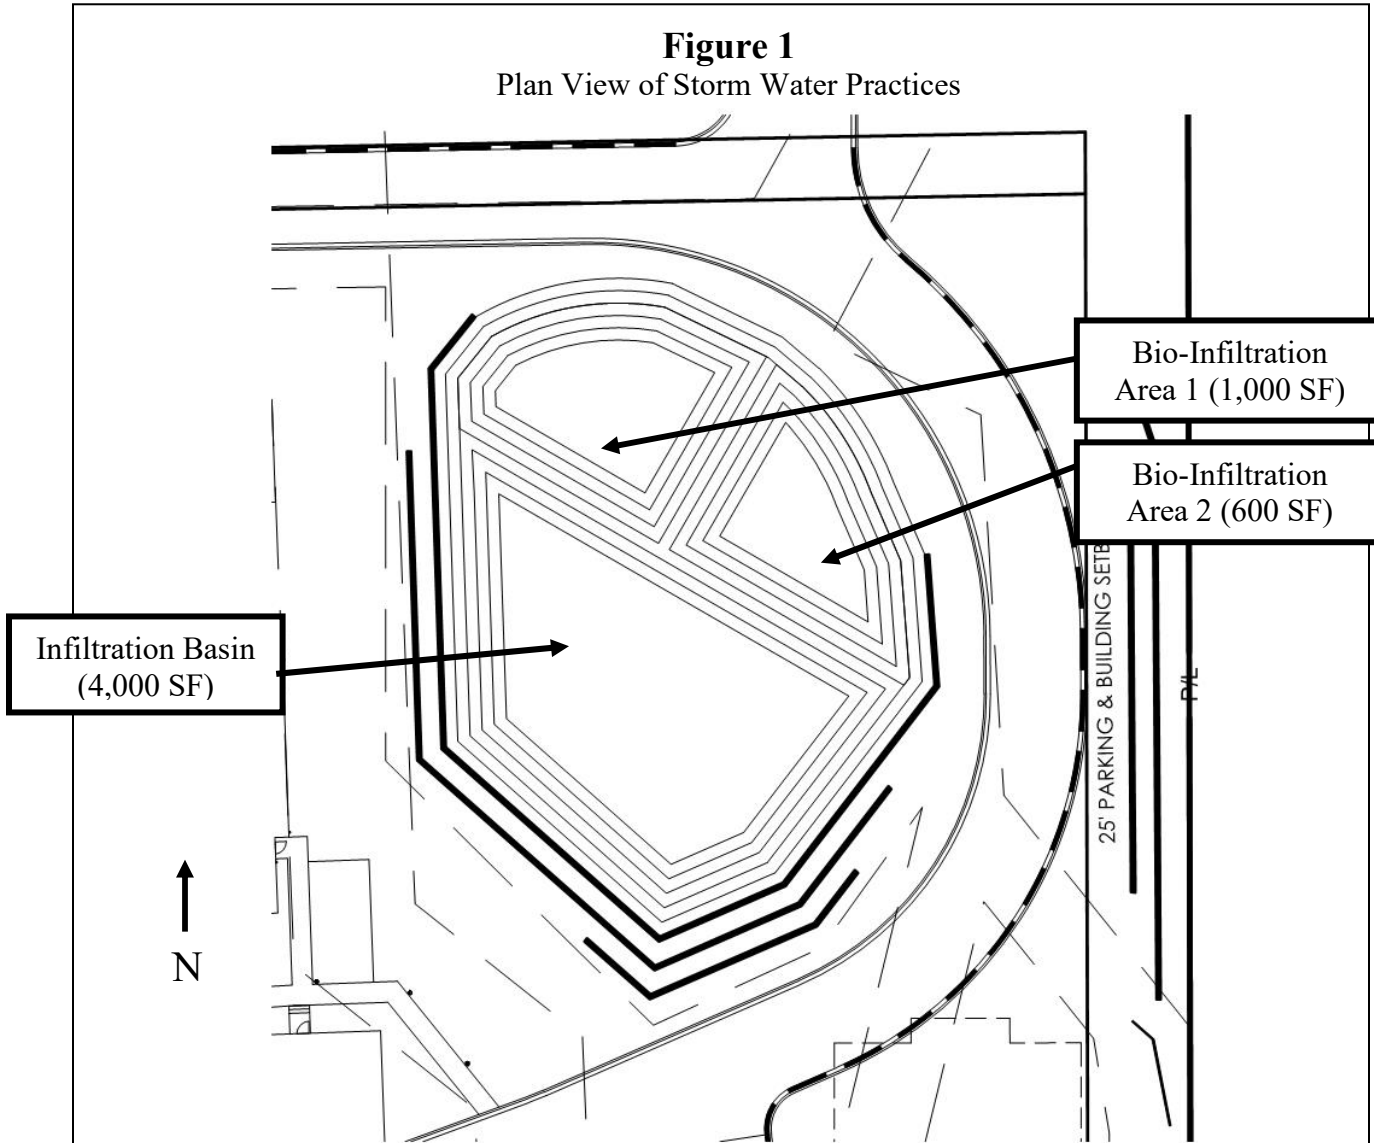 Figure 1
Plan View of Storm Water Practices
Bio-Infiltration
Area 1 (1,000 SF)
Bio-Infiltration
Area 2 (600 SF)
Infiltration Basin
(4,000 SF)
25' PARKING & BUILDING
P/L
N